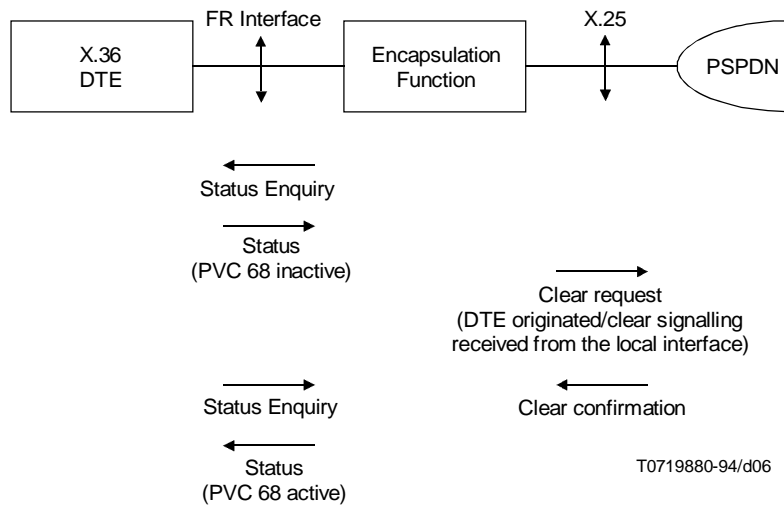 FR Interface
X.25
X.36
DTE
Encapsulation
Function
PSPDN
Status Enquiry
Status
(PVC 68 inactive)
Clear request
(DTE originated/clear signalling
received from the local interface)
Status Enquiry
Clear confirmation
Status
(PVC 68 active)
T0719880-94/d06